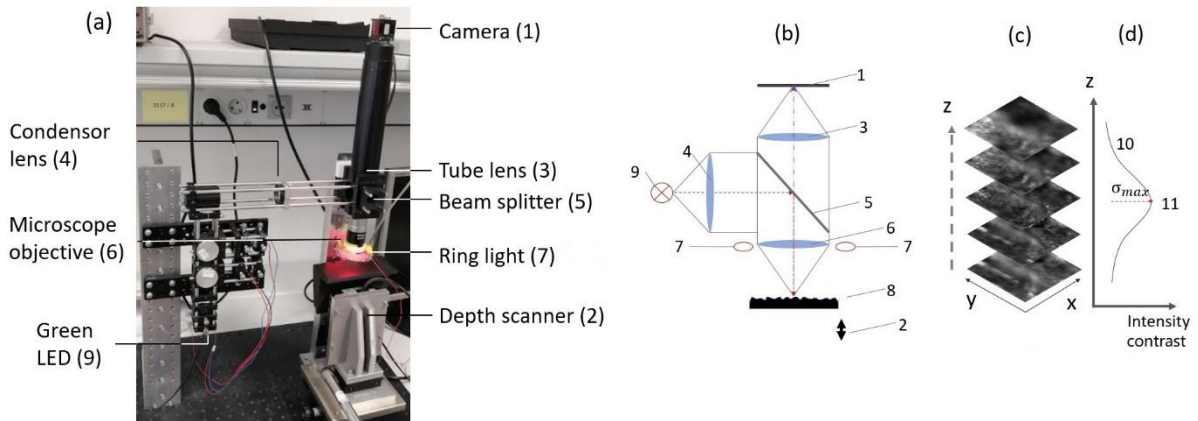 (a)
Camera (1)
Condensor
lens (4)
Tube lens (3)
Beam splitter (5)
Microscope
objective (6)
Ring light (7)
Depth scanner (2)
Green
LED (9)
(b)
1
3
4
9
5
6
7
7
8
2
(c)
z
y
x
(d)
z
10
σmax
11
Intensity
contrast